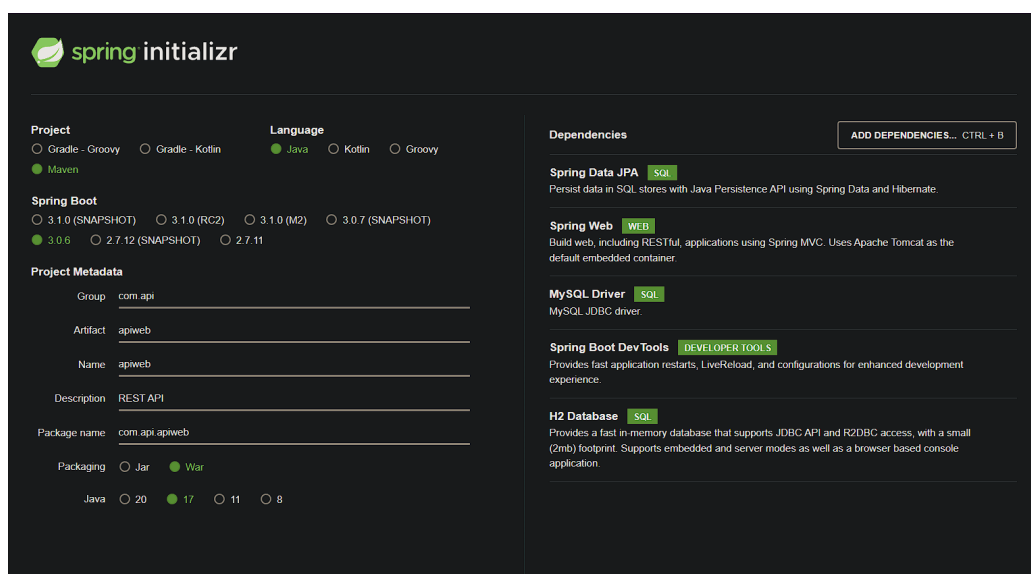 spring initializr
Project
Gradle - Groovy Gradle - Kotlin
Maven
Language
Java Kotlin Groovy
Spring Boot
3.1.0 (SNAPSHOT) 3.1.0 (RC2) 3.1.0 (M2) 3.0.7 (SNAPSHOT)
3.0.6 2.7.12 (SNAPSHOT) 2.7.11
Project Metadata
Group com.api
Artifact apiweb
Name apiweb
Description REST API
Package name com.api.apiweb
Packaging Jar War
Java 20 17 11 8
Dependencies
ADD DEPENDENCIES... CTRL + B
Spring Data JPA SQL
Persist data in SQL stores with Java Persistence API using Spring Data and Hibernate.
Spring Web WEB
Build web, including RESTful, applications using Spring MVC. Uses Apache Tomcat as the
default embedded container.
MySQL Driver SQL
MySQL JDBC driver.
Spring Boot DevTools DEVELOPER TOOLS
Provides fast application restarts, LiveReload, and configurations for enhanced development
experience.
H2 Database SQL
Provides a fast in-memory database that supports JDBC API and R2DBC access, with a small
(2mb) footprint. Supports embedded and server modes as well as a browser based console
application.